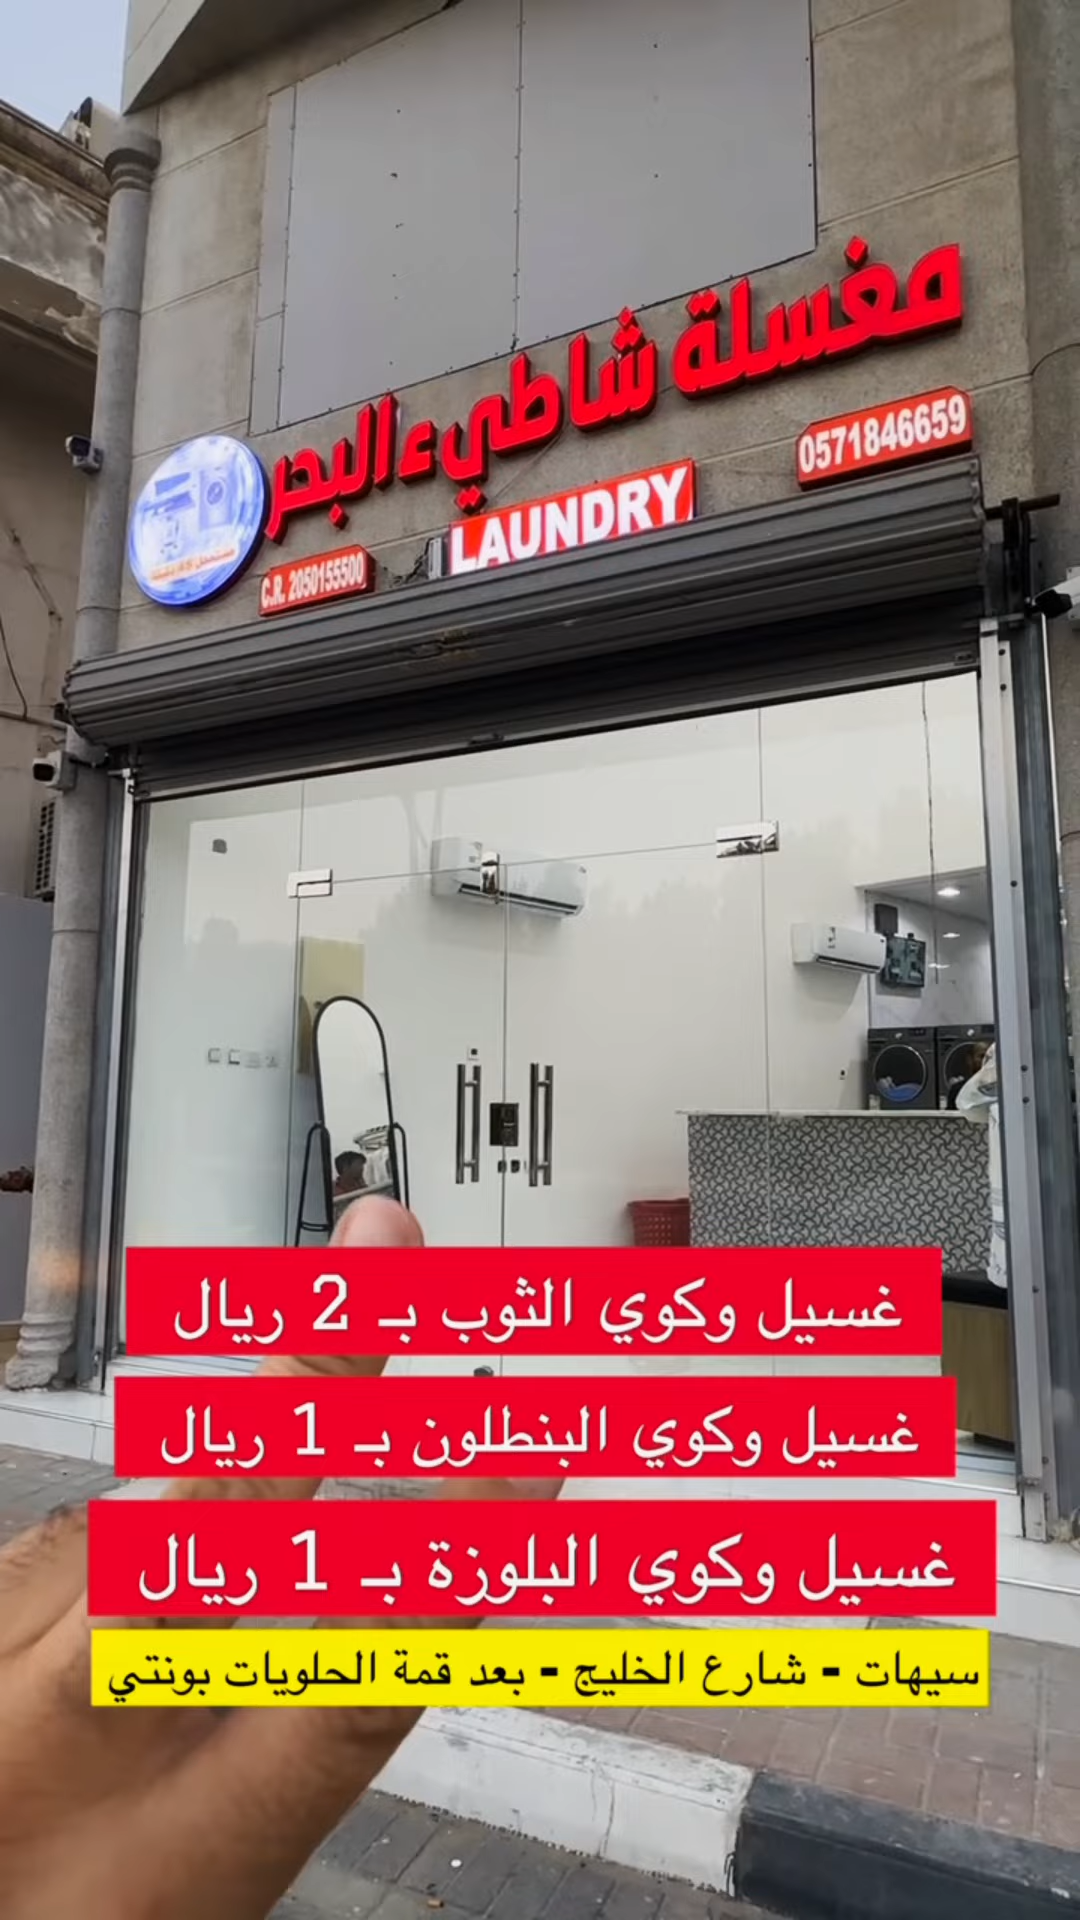 مغسلة شاطيء البحر
0571846659
LAUNDRY
C.R. 2050155500
غسيل وكوي الثوب بـ 2 ريال
غسيل وكوي البنطلون بـ 1 ريال
غسيل وكوي البلوزة بـ 1 ريال
سيهات - شارع الخليج - بعد قمة الحلويات بونتي